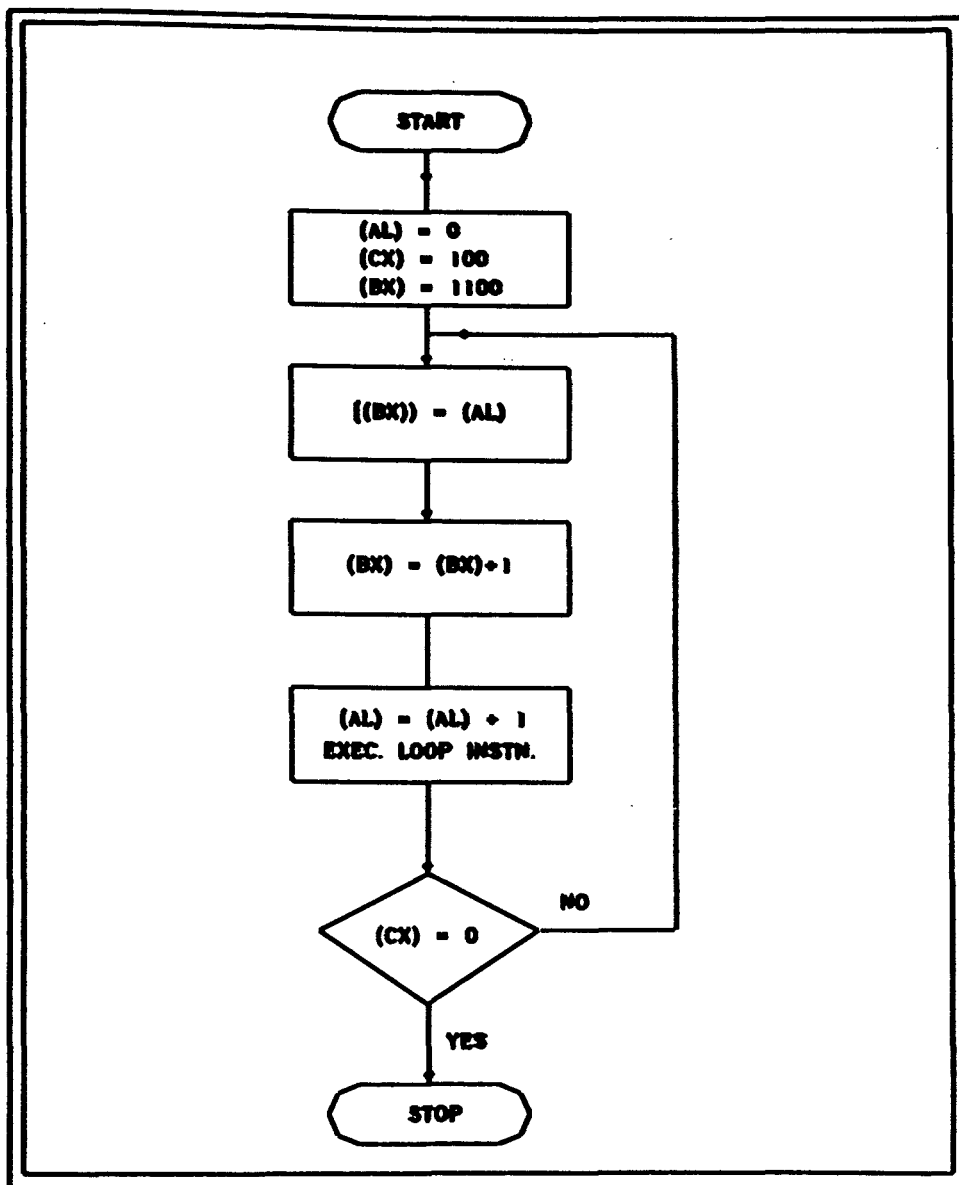 START
(AL) = 0
(CX) = 100
(BX) = 1100
[(BX)) = (AL)
(BX) = (BX)+1
(AL) = (AL) + 1
EXEC. LOOP INSTN.
(CX) = 0
NO
YES
STOP